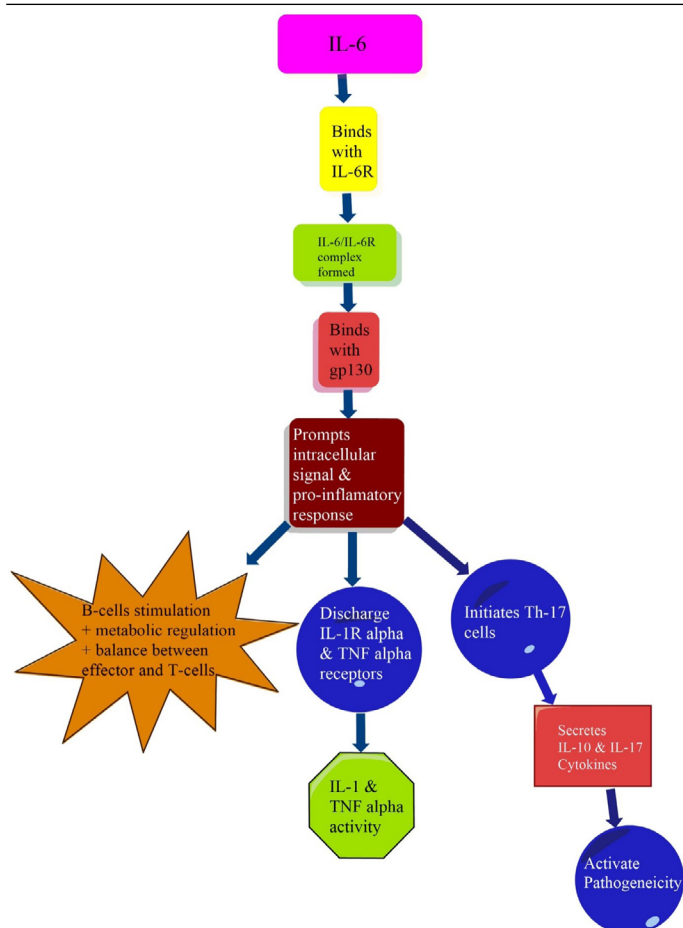 IL-6
Binds
with
IL-6R
IL-6/IL-6R
complex
formed
Binds
with
gp130
Prompts
intracellular
signal &
pro-inflamatory
response
B-cells stimulation
+ metabolic regulation
+ balance between
effector and T-cells
Discharge
IL-1R alpha
& TNF alpha
receptors
Initiates Th-17
cells
IL-1 &
TNF alpha
activity
Secretes
IL-10 & IL-17
Cytokines
Activate
Pathogeneicity